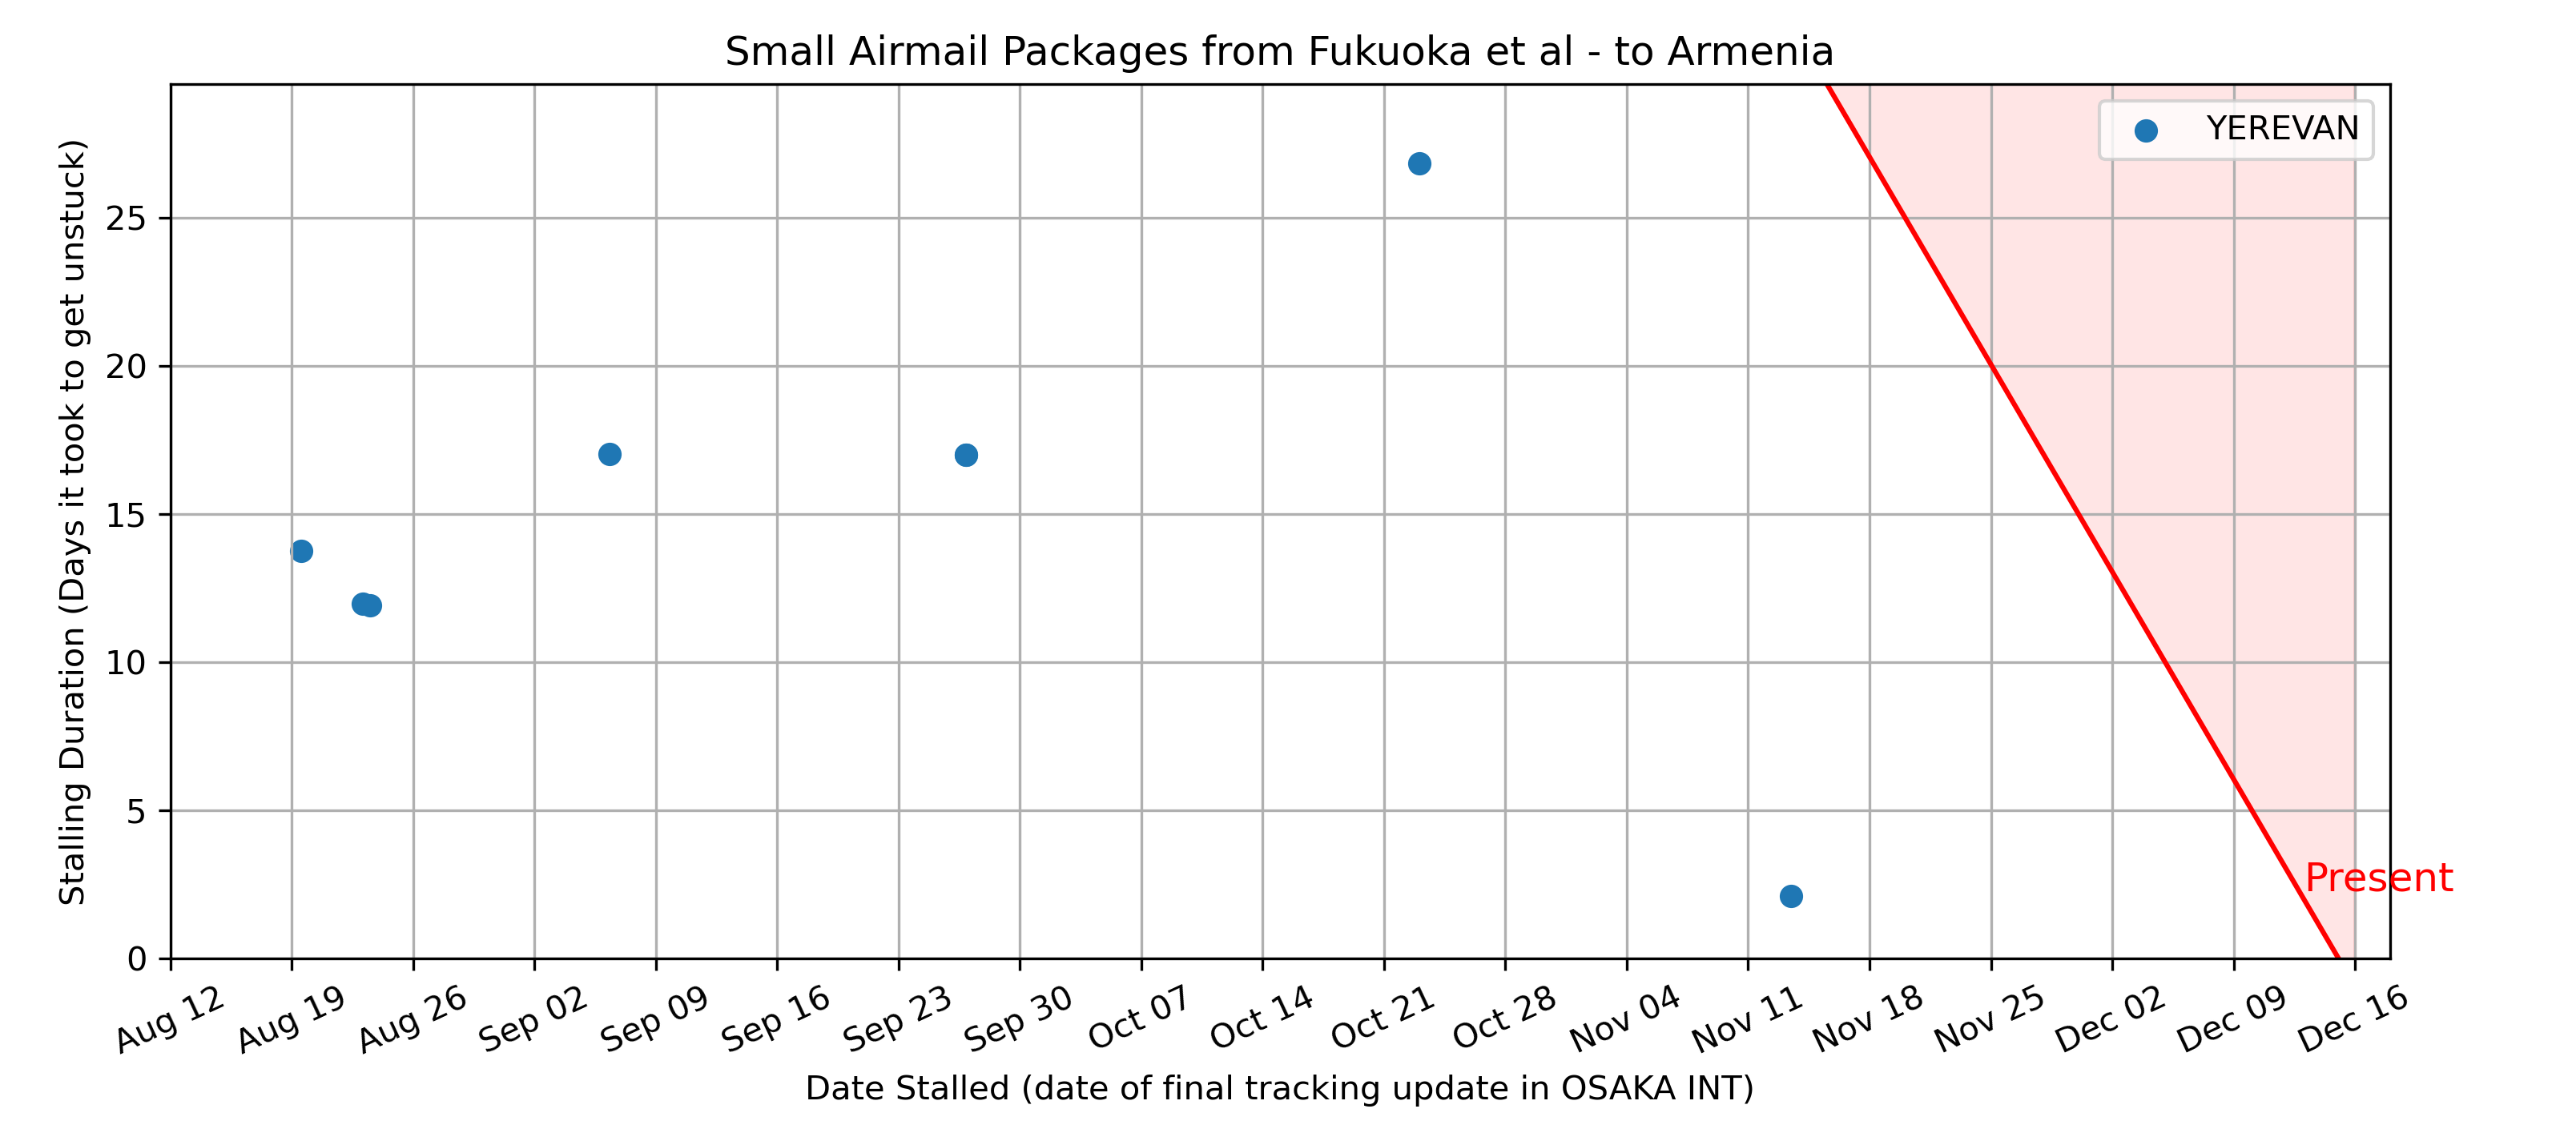 Small Airmail Packages from Fukuoka et al - to Armenia
YEREVAN
Stalling Duration (Days it took to get unstuck)
25
20
15
10
5
0
Present
Aug 12
Aug 19
Aug 26
Sep 02
Sep 09
Sep 16
Sep 23
Sep 30
Oct 07
Oct 14
Oct 21
Oct 28
Nov 04
Nov 11
Nov 18
Nov 25
Dec 02
Dec 09
Dec 16
Date Stalled (date of final tracking update in OSAKA INT)